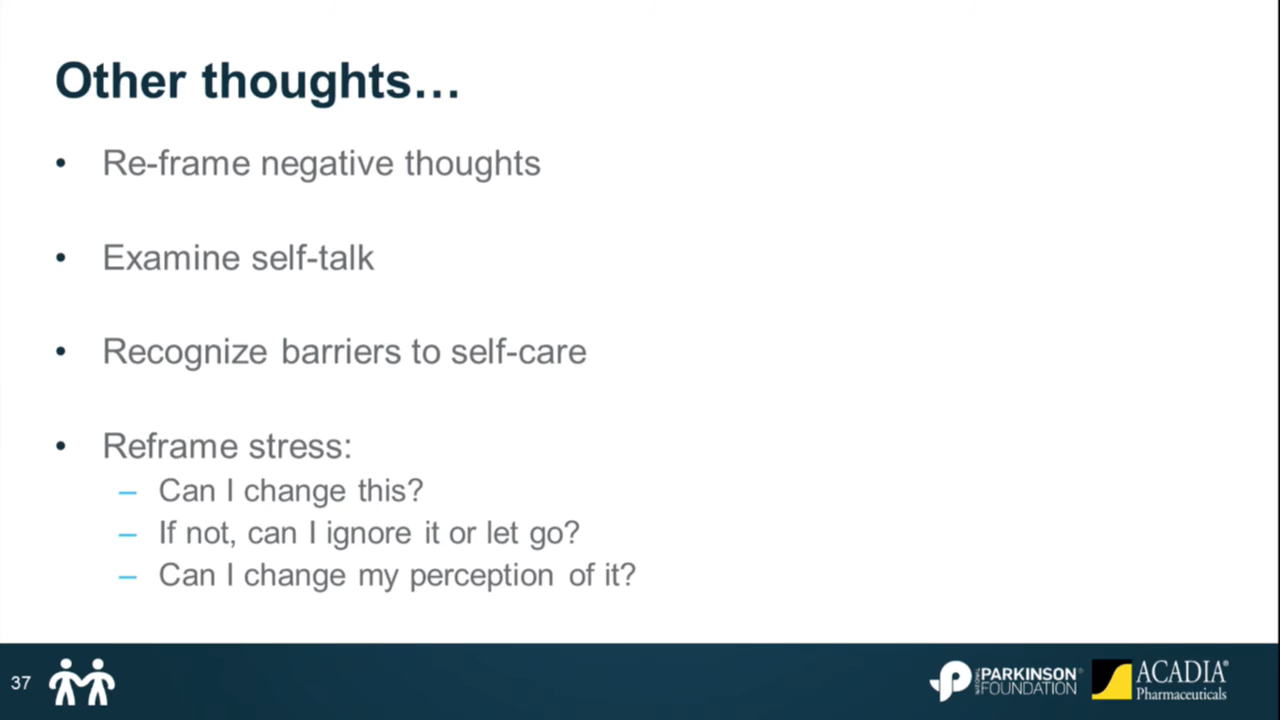 Other thoughts…
• Re-frame negative thoughts
• Examine self-talk
• Recognize barriers to self-care
• Reframe stress:
– Can I change this?
– If not, can I ignore it or let go?
– Can I change my perception of it?
37
NATIONAL PARKINSON®
FOUNDATION
ACADIA®
Pharmaceuticals